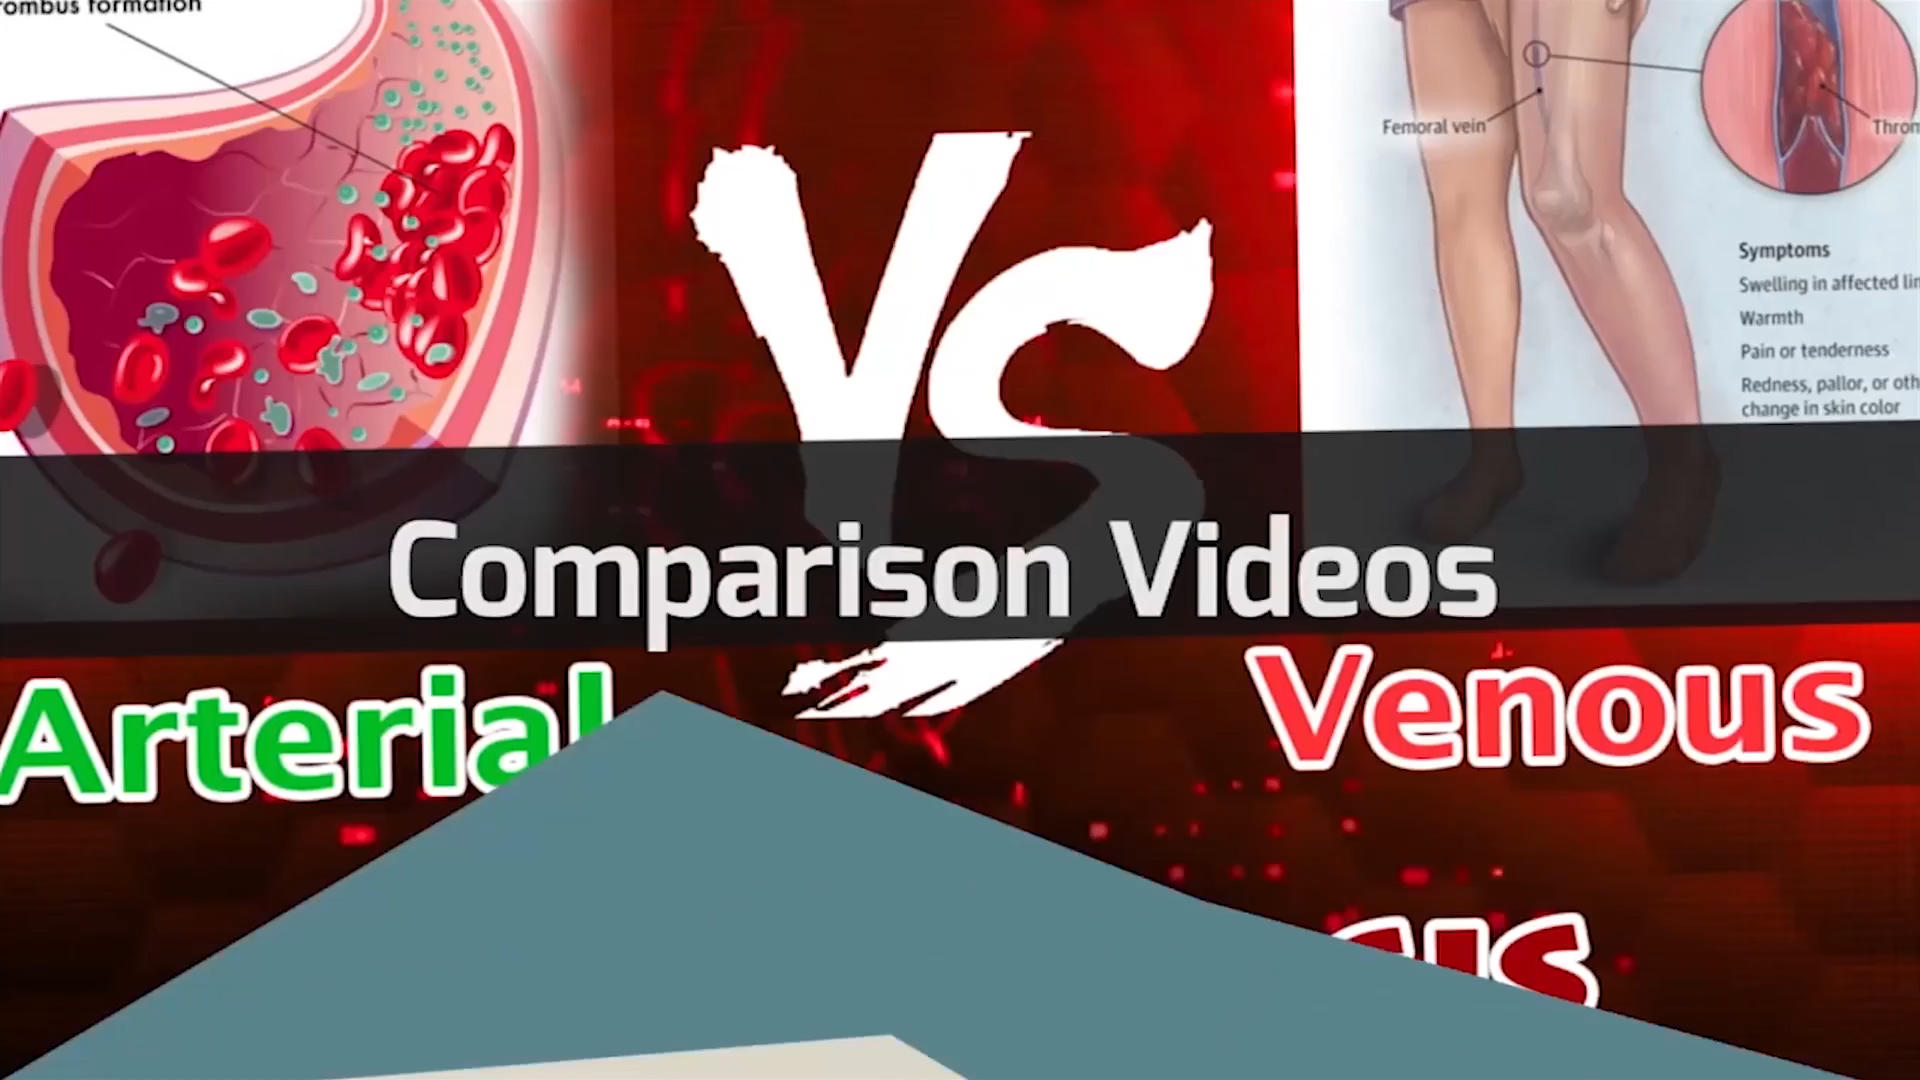 formation
VS
Femoral vein
Symptoms
Swelling in affected
Warmth
Pain or tenderness
Redness, pallor, or
change in skin color
Comparison Videos
Arterial
Venous